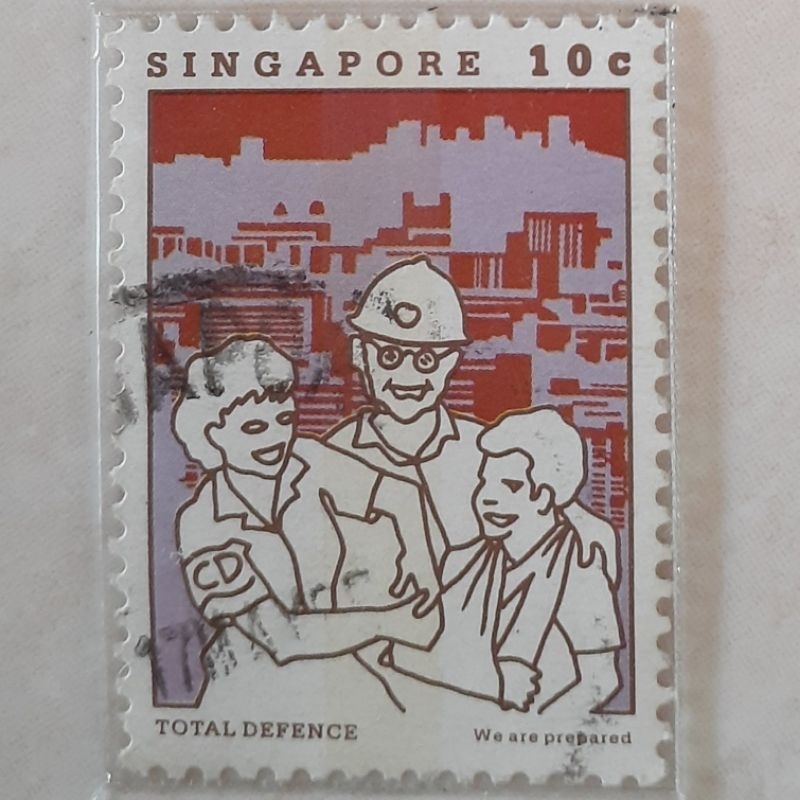 SINGAPORE 10c
CD
TOTAL DEFENCE
We are prepared